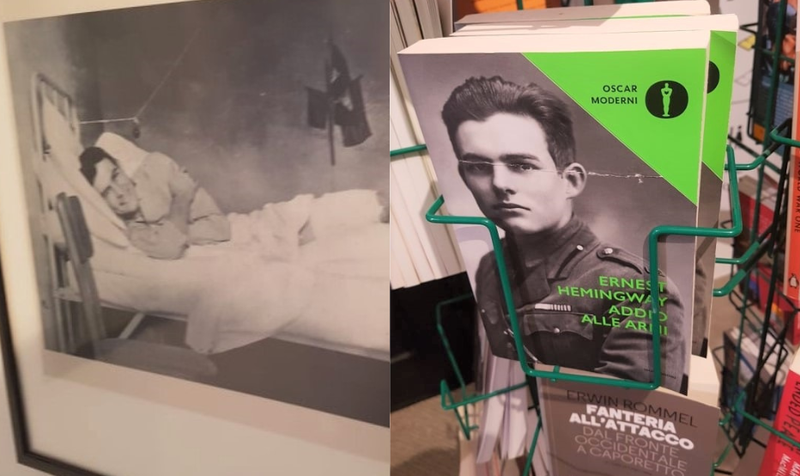 OSCAR
MODERNI
ERNEST
HEMINGWAY
ADDIO
ALLE ARMI
ERWIN ROMMEL
FANTERIA
ALL'ATTACCO
DAL FRONTE
OCCIDENTALE
A CAPORETTO